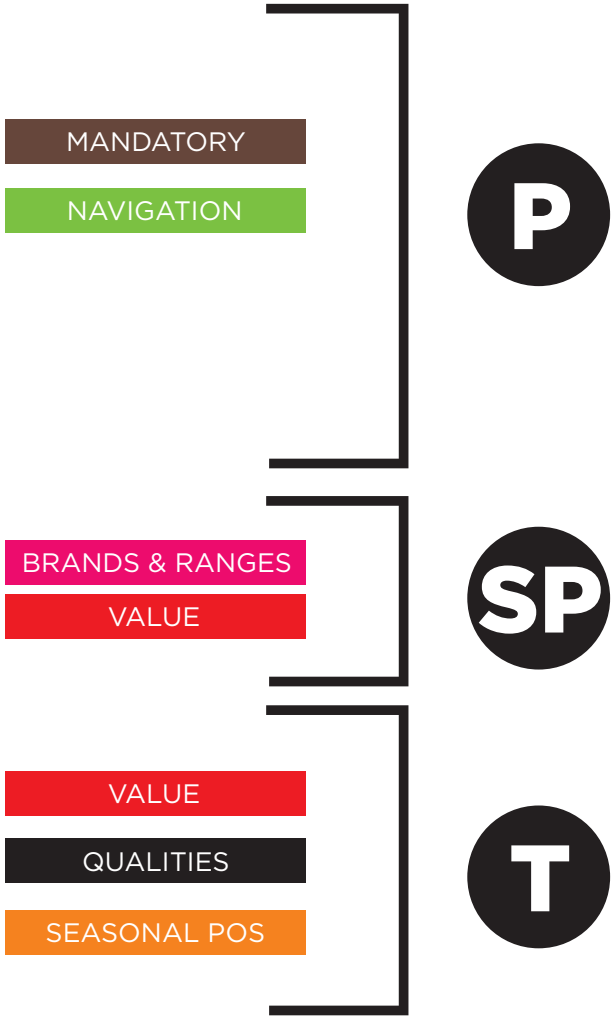 MANDATORY
NAVIGATION
P
BRANDS & RANGES
VALUE
SP
VALUE
QUALITIES
SEASONAL POS
T